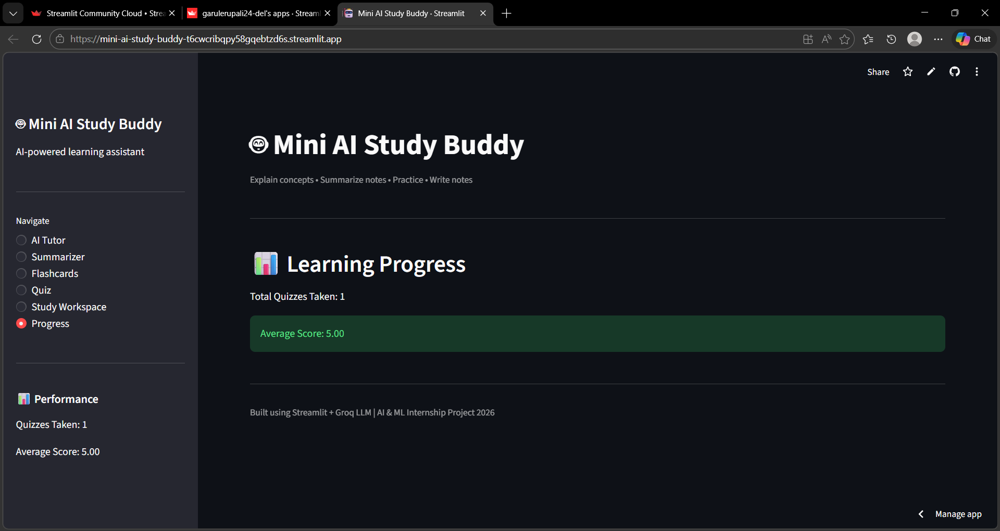 Streamlit Community Cloud • Strea
garulerupali24-del's apps · Streaml
Mini AI Study Buddy · Streamlit
https://mini-ai-study-buddy-t6cwcribqpy58gqebtzd6s.streamlit.app
Chat
Share
Mini AI Study Buddy
AI-powered learning assistant
Navigate
AI Tutor
Summarizer
Flashcards
Quiz
Study Workspace
Progress
Performance
Quizzes Taken: 1
Average Score: 5.00
Mini AI Study Buddy
Explain concepts • Summarize notes • Practice • Write notes
Learning Progress
Total Quizzes Taken: 1
Average Score: 5.00
Built using Streamlit + Groq LLM | AI & ML Internship Project 2026
Manage app